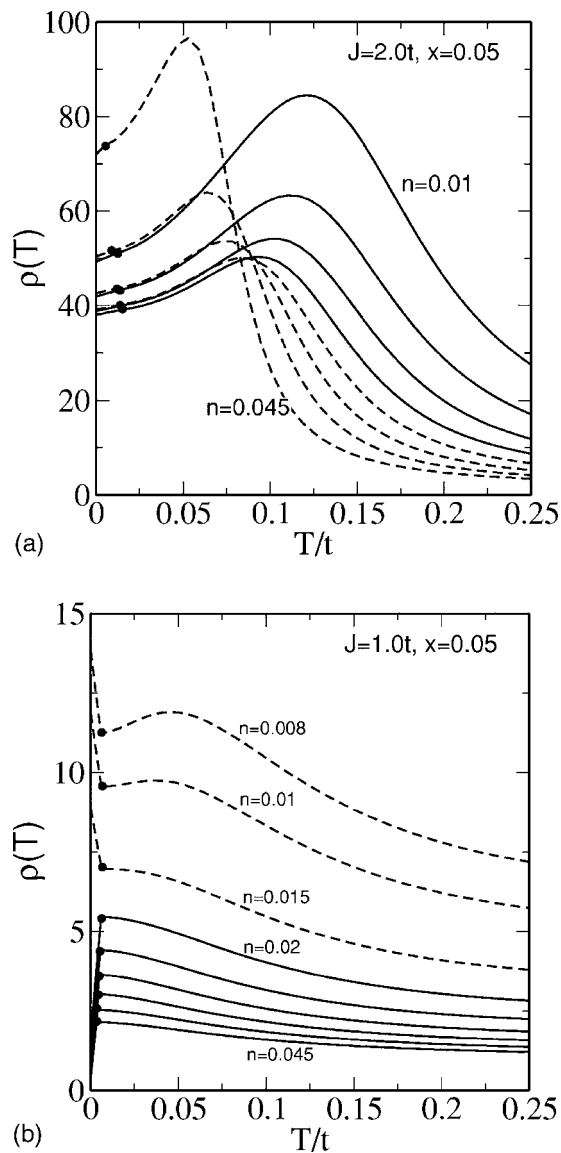 100
80
60
40
20
0
ρ(T)
J=2.0t, x=0.05
n=0.01
n=0.045
0 0.05 0.1 0.15 0.2 0.25
T/t
(a)
15
10
5
0
ρ(T)
J=1.0t, x=0.05
n=0.008
n=0.01
n=0.015
n=0.02
n=0.045
0 0.05 0.1 0.15 0.2 0.25
T/t
(b)